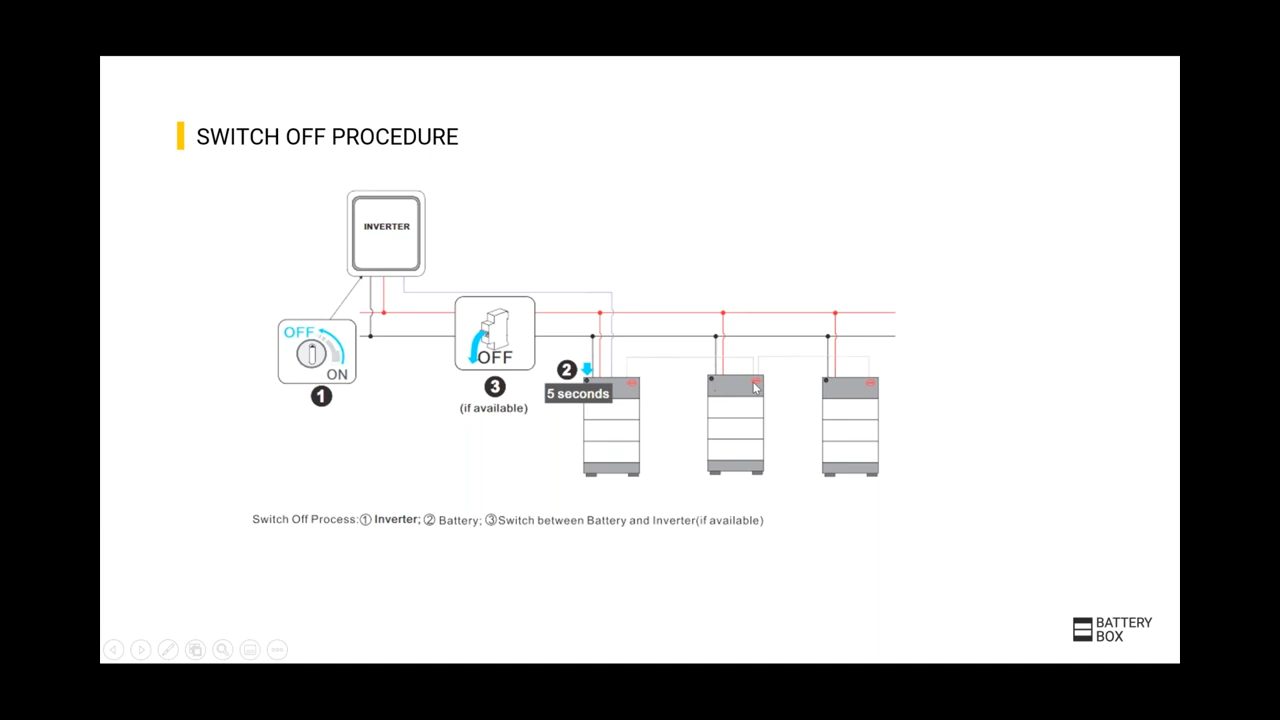 SWITCH OFF PROCEDURE
INVERTER
OFF
ON
1
OFF
3
(if available)
2
5 seconds
Switch Off Process:① Inverter; ② Battery; ③Switch between Battery and Inverter(if available)
BATTERY
BOX